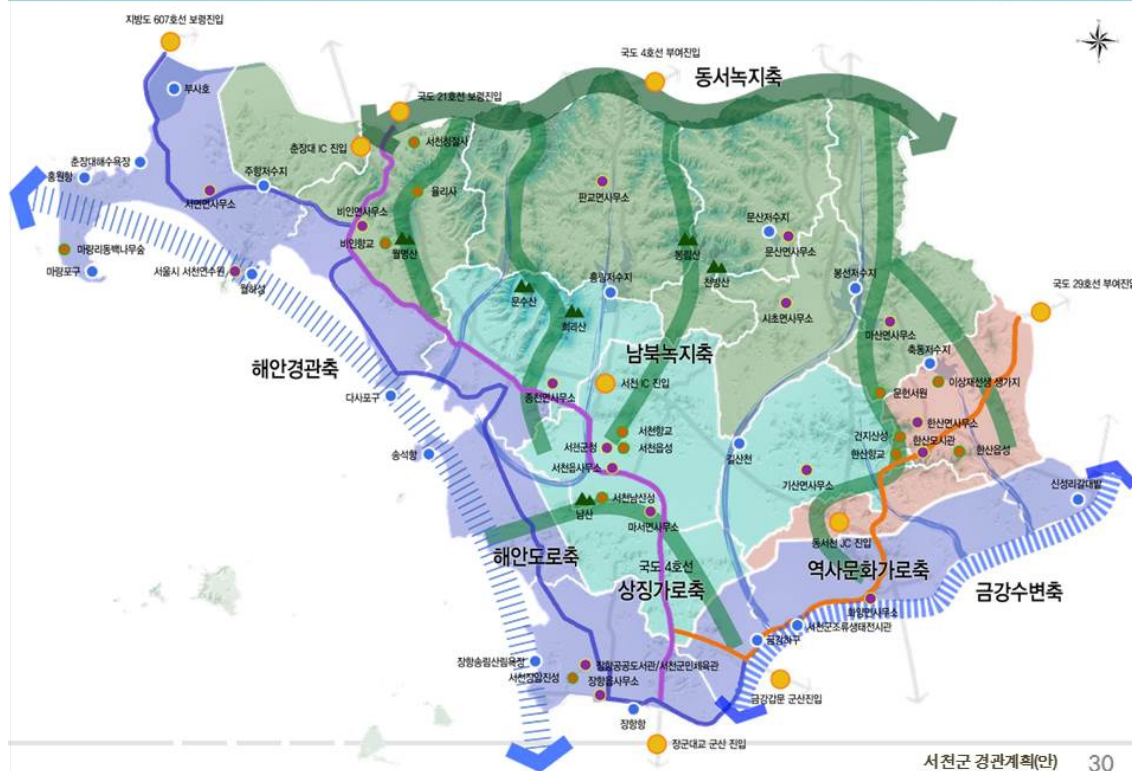 지방도 607호선 보령진입
국도 4호선 부여진입
동서녹지축
부사호
국도 21호선 보령진입
춘장대 IC 진입
서천창절사
춘장대해수욕장
홍원항
주항저수지
율리사
판교면사무소
서면면사무소
비인면사무소
문산저수지
문산면사무소
비인향교
월명산
봉림산
마량리동백나무숲
마량포구
서울시 서천연수원
월하성
천방산
흥림저수지
봉선저수지
국도 29호선 부여진입
문수산
희리산
시초면사무소
마산면사무소
축동저수지
남북녹지축
해안경관축
서천 IC 진입
이상재선생 생가지
종천면사무소
문헌서원
다사포구
한산면사무소
서천향교
건지산성
한산모시관
서천군청
서천읍성
길산천
한산향교
한산읍성
송석항
서천읍사무소
기산면사무소
신성리갈대밭
서천남산성
남산
마서면사무소
동서천 JC 진입
해안도로축
국도 4호선
상징가로축
역사문화가로축
금강수변축
화양면사무소
서천군조류생태전시관
금강하구
장항송림산림욕장
장항공공도서관/서천군민체육관
서천장암진성
장항읍사무소
금강갑문 군산진입
장항항
장군대교 군산 진입
서천군 경관계획(안) 30